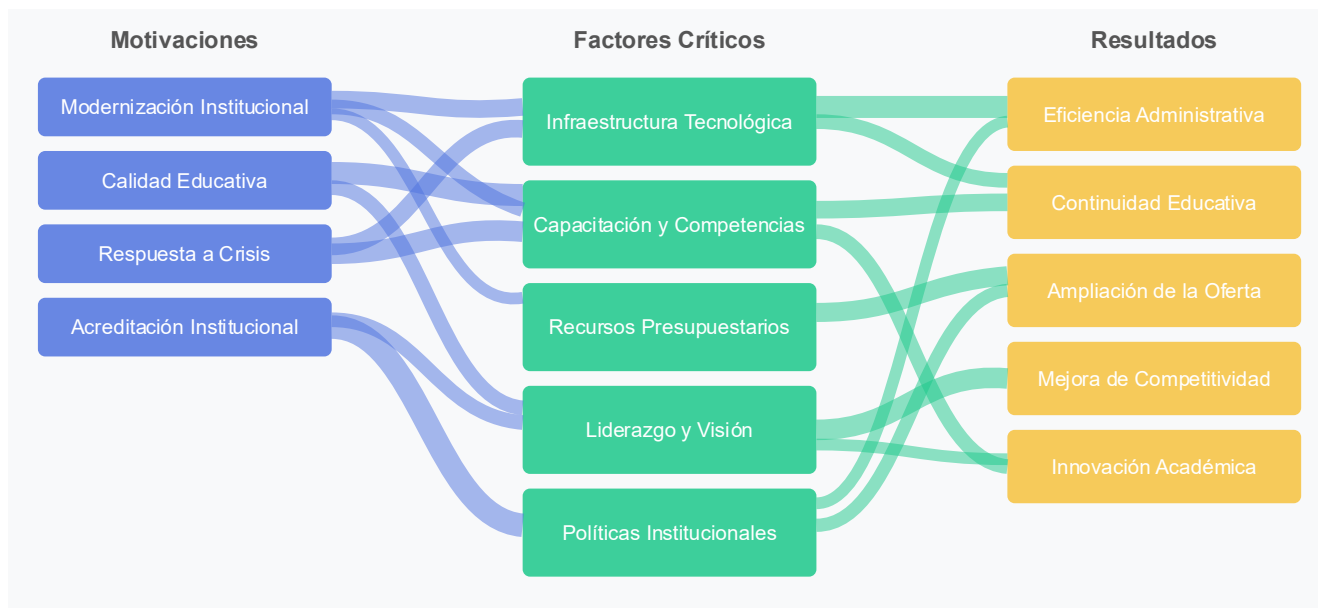 Motivaciones
Factores Críticos
Resultados
Modernización Institucional
Calidad Educativa
Respuesta a Crisis
Acreditación Institucional
Infraestructura Tecnológica
Capacitación y Competencias
Recursos Presupuestarios
Liderazgo y Visión
Políticas Institucionales
Eficiencia Administrativa
Continuidad Educativa
Ampliación de la Oferta
Mejora de Competitividad
Innovación Académica